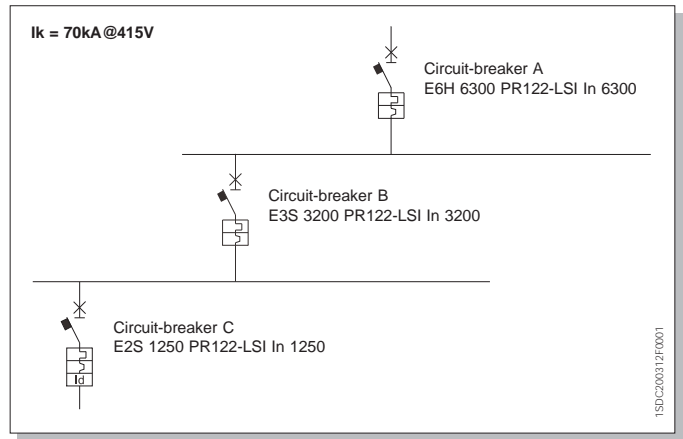 Ik = 70kA@415V
Circuit-breaker A
E6H 6300 PR122-LSI In 6300
Circuit-breaker B
E3S 3200 PR122-LSI In 3200
Circuit-breaker C
E2S 1250 PR122-LSI In 1250
Id
1SDC200312F0001